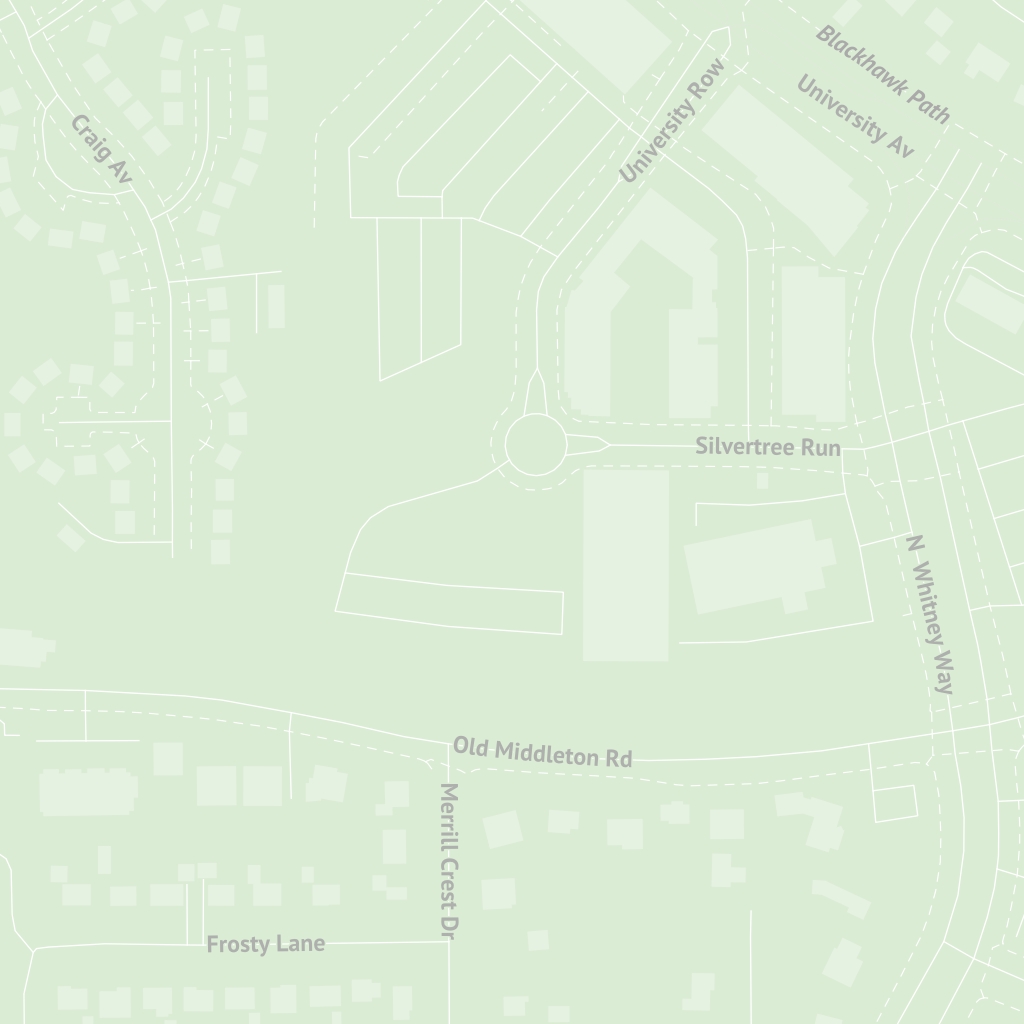 Blackhawk Path
University Av
University Row
Craig Av
Silvertree Run
N Whitney Way
Old Middleton Rd
Merrill Crest Dr
Frosty Lane